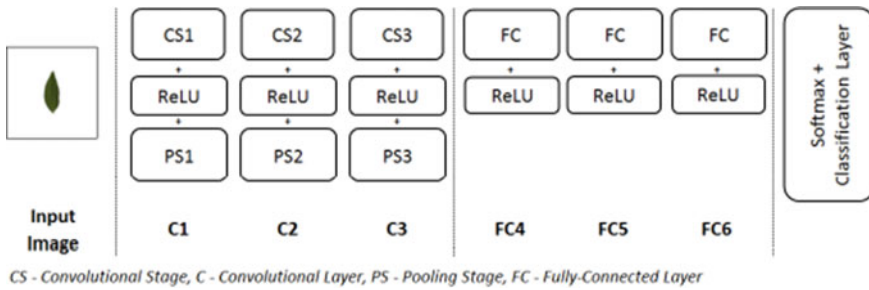 CS1 CS2 CS3 FC FC FC
+ + + + + +
ReLU ReLU ReLU ReLU ReLU ReLU
+ + +
PS1 PS2 PS3
Softmax +
Classification Layer
Input
Image
C1 C2 C3 FC4 FC5 FC6
CS - Convolutional Stage, C - Convolutional Layer, PS - Pooling Stage, FC - Fully-Connected Layer